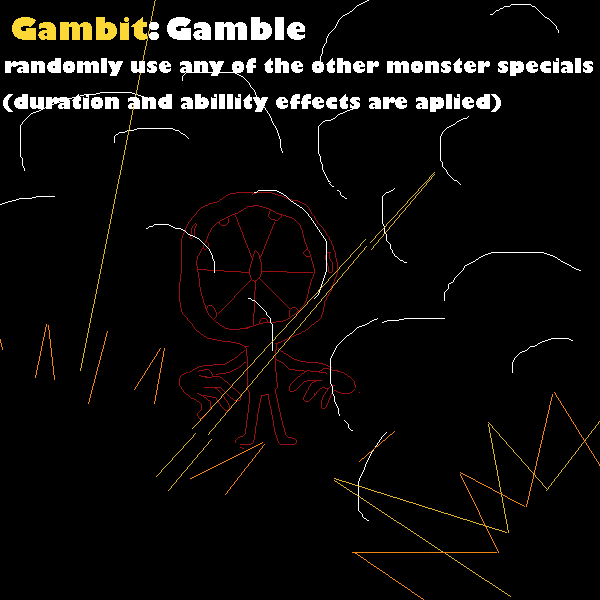 Gambit: Gamble
randomly use any of the other monster specials
(duration and abillity effects are aplied)